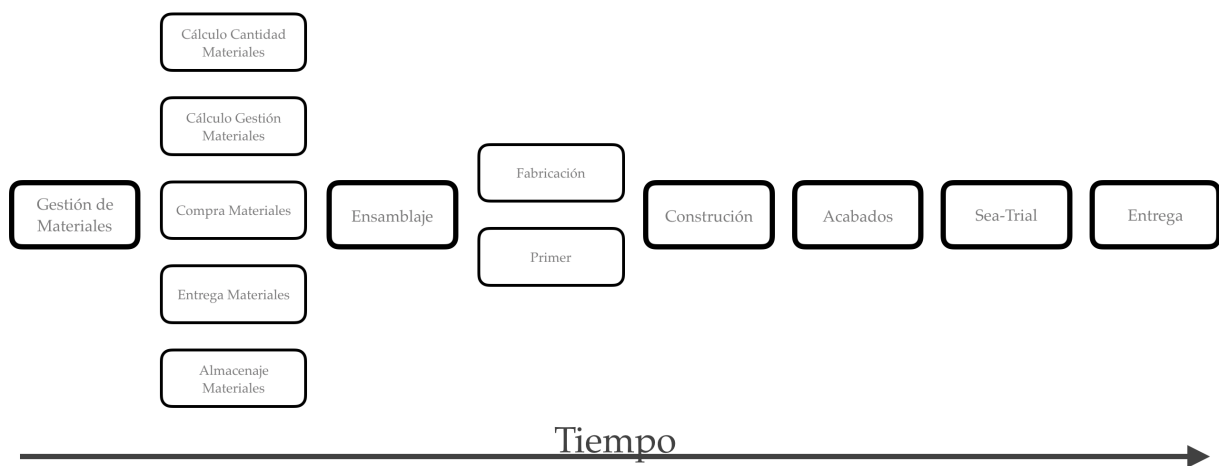 Cálculo Cantidad
Materiales
Cálculo Gestión
Materiales
Gestión de
Materiales
Compra Materiales
Entrega Materiales
Almacenaje
Materiales
Ensamblaje
Fabricación
Primer
Construción
Acabados
Sea-Trial
Entrega
Tiempo